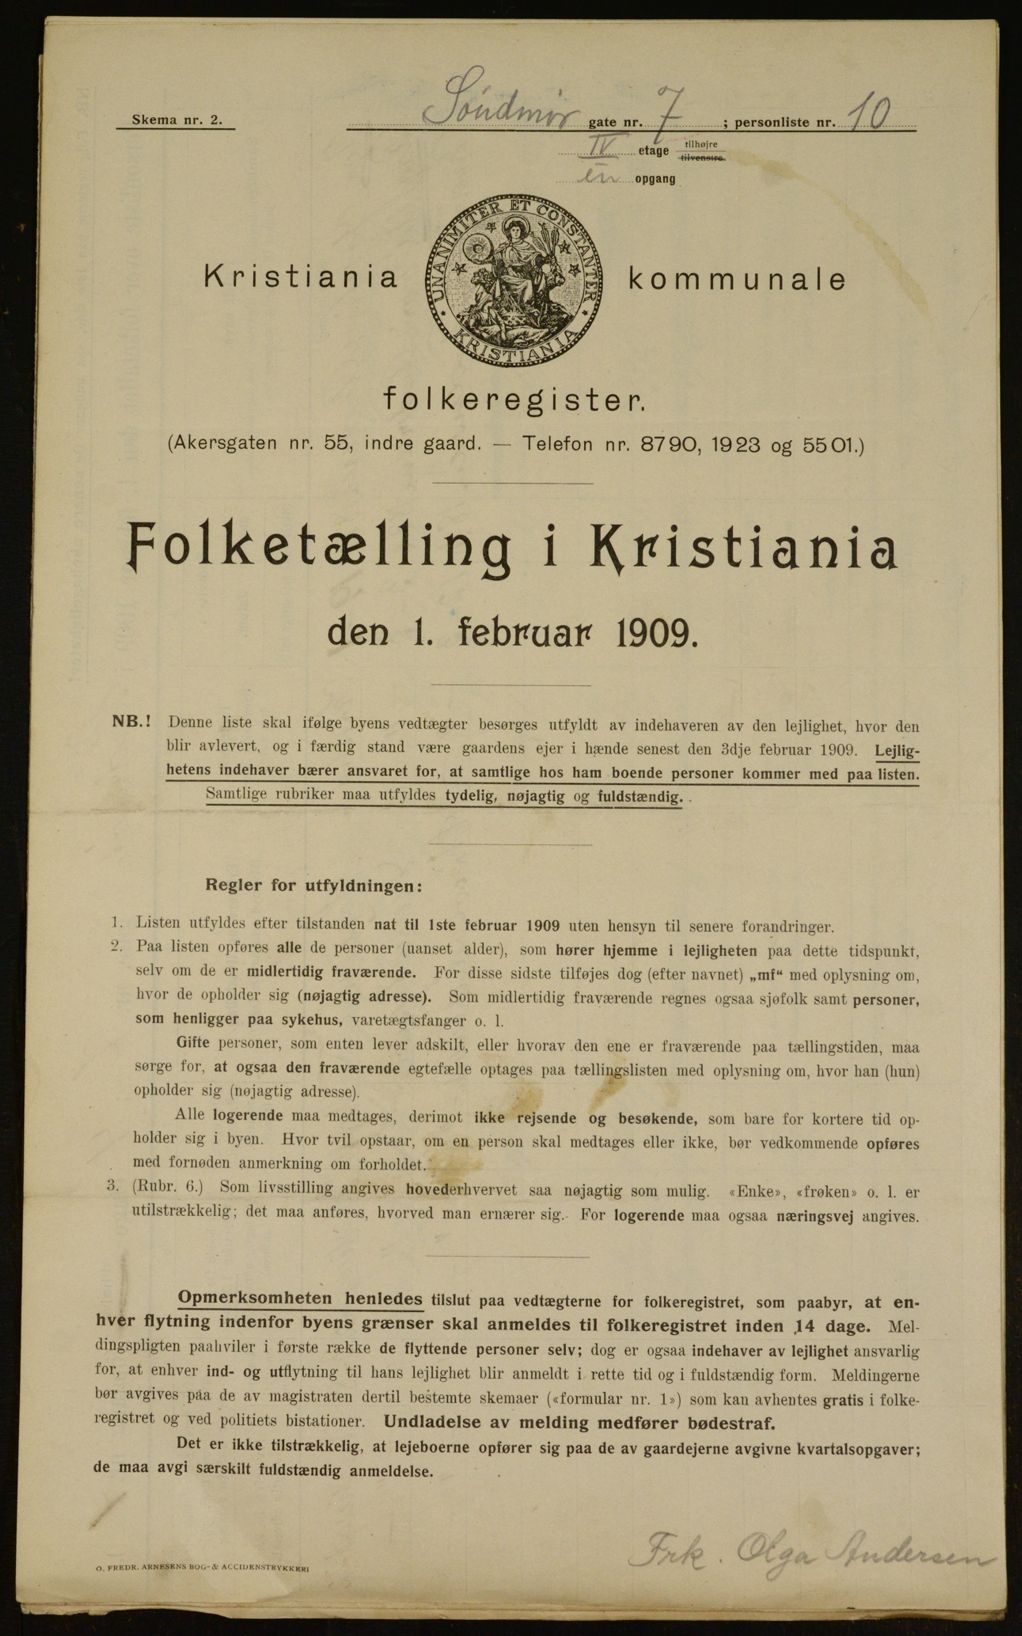 Skema nr. 2.
Söndmör gate nr. 7 ; personliste nr. 10
IV etage tilhøjre tilvenstre.
en opgang
UNANIMITER ET CONSTANTER
KRISTIANIA
Kristiania kommunale
folkeregister.
(Akersgaten nr. 55, indre gaard. — Telefon nr. 8790, 1923 og 5501.)
Folketælling i Kristiania
den 1. februar 1909.
NB.! Denne liste skal ifølge byens vedtægter besørges utfyldt av indehaveren av den lejlighet, hvor den
blir avlevert, og i færdig stand være gaardens ejer i hænde senest den 3dje februar 1909. Lejlig-
hetens indehaver bærer ansvaret for, at samtlige hos ham boende personer kommer med paa listen.
Samtlige rubriker maa utfyldes tydelig, nøjagtig og fuldstændig.
Regler for utfyldningen:
1. Listen utfyldes efter tilstanden nat til 1ste februar 1909 uten hensyn til senere forandringer.
2. Paa listen opføres alle de personer (uanset alder), som hører hjemme i lejligheten paa dette tidspunkt,
selv om de er midlertidig fraværende. For disse sidste tilføjes dog (efter navnet) „mf“ med oplysning om,
hvor de opholder sig (nøjagtig adresse). Som midlertidig fraværende regnes ogsaa sjøfolk samt personer,
som henligger paa sykehus, varetægtsfanger o. l.
Gifte personer, som enten lever adskilt, eller hvorav den ene er fraværende paa tællingstiden, maa
sørge for, at ogsaa den fraværende egtefælle optages paa tællingslisten med oplysning om, hvor han (hun)
opholder sig (nøjagtig adresse).
Alle logerende maa medtages, derimot ikke rejsende og besøkende, som bare for kortere tid op-
holder sig i byen. Hvor tvil opstaar, om en person skal medtages eller ikke, bør vedkommende opføres
med fornøden anmerkning om forholdet.
3. (Rubr. 6.) Som livsstilling angives hovederhvervet saa nøjagtig som mulig. «Enke», «frøken» o. l. er
utilstrækkelig; det maa anføres, hvorved man ernærer sig. For logerende maa ogsaa næringsvej angives.
Opmerksomheten henledes tilslut paa vedtægterne for folkeregistret, som paabyr, at en-
hver flytning indenfor byens grænser skal anmeldes til folkeregistret inden 14 dage. Mel-
dingspligten paahviler i første række de flyttende personer selv; dog er ogsaa indehaver av lejlighet ansvarlig
for, at enhver ind- og utflytning til hans lejlighet blir anmeldt i rette tid og i fuldstændig form. Meldingerne
bør avgives paa de av magistraten dertil bestemte skemaer («formular nr. 1») som kan avhentes gratis i folke-
registret og ved politiets bistationer. Undladelse av melding medfører bødestraf.
Det er ikke tilstrækkelig, at lejeboerne opfører sig paa de av gaardejerne avgivne kvartalsopgaver;
de maa avgi særskilt fuldstændig anmeldelse.
Frk. Olga Andersen
O. FREDR. ARNESENS BOG- & ACCIDENSTRYKKERI